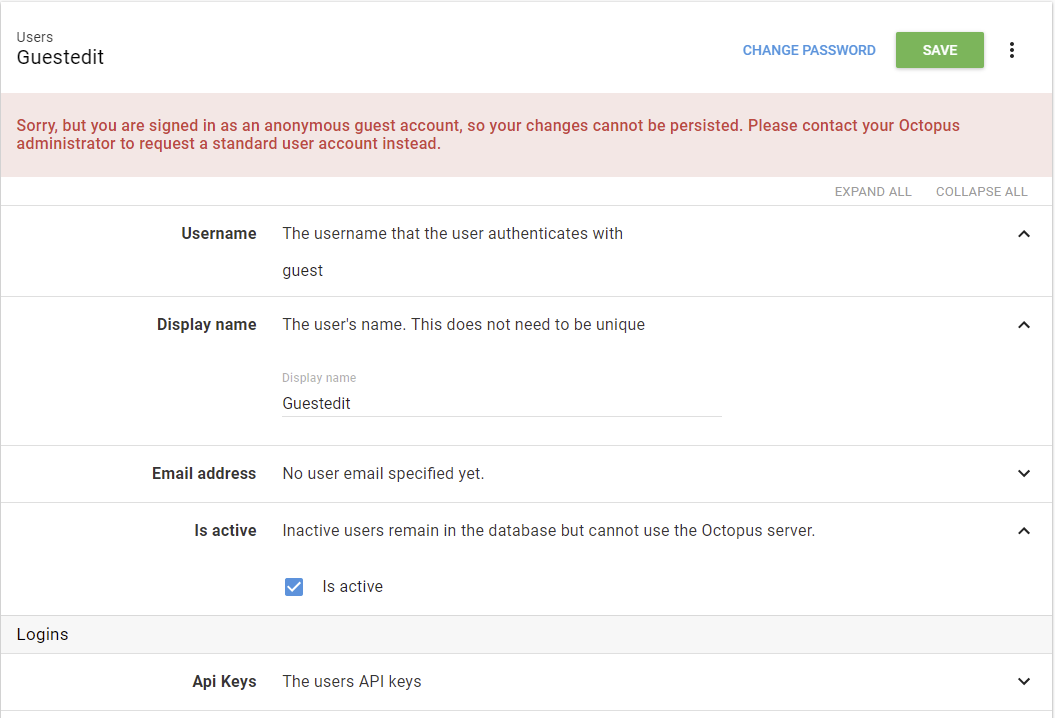 Users
Guestedit
CHANGE PASSWORD
SAVE
Sorry, but you are signed in as an anonymous guest account, so your changes cannot be persisted. Please contact your Octopus
administrator to request a standard user account instead.
EXPAND ALL
COLLAPSE ALL
Username
The username that the user authenticates with
guest
Display name
The user's name. This does not need to be unique
Display name
Guestedit
Email address
No user email specified yet.
Is active
Inactive users remain in the database but cannot use the Octopus server.
Is active
Logins
Api Keys
The users API keys